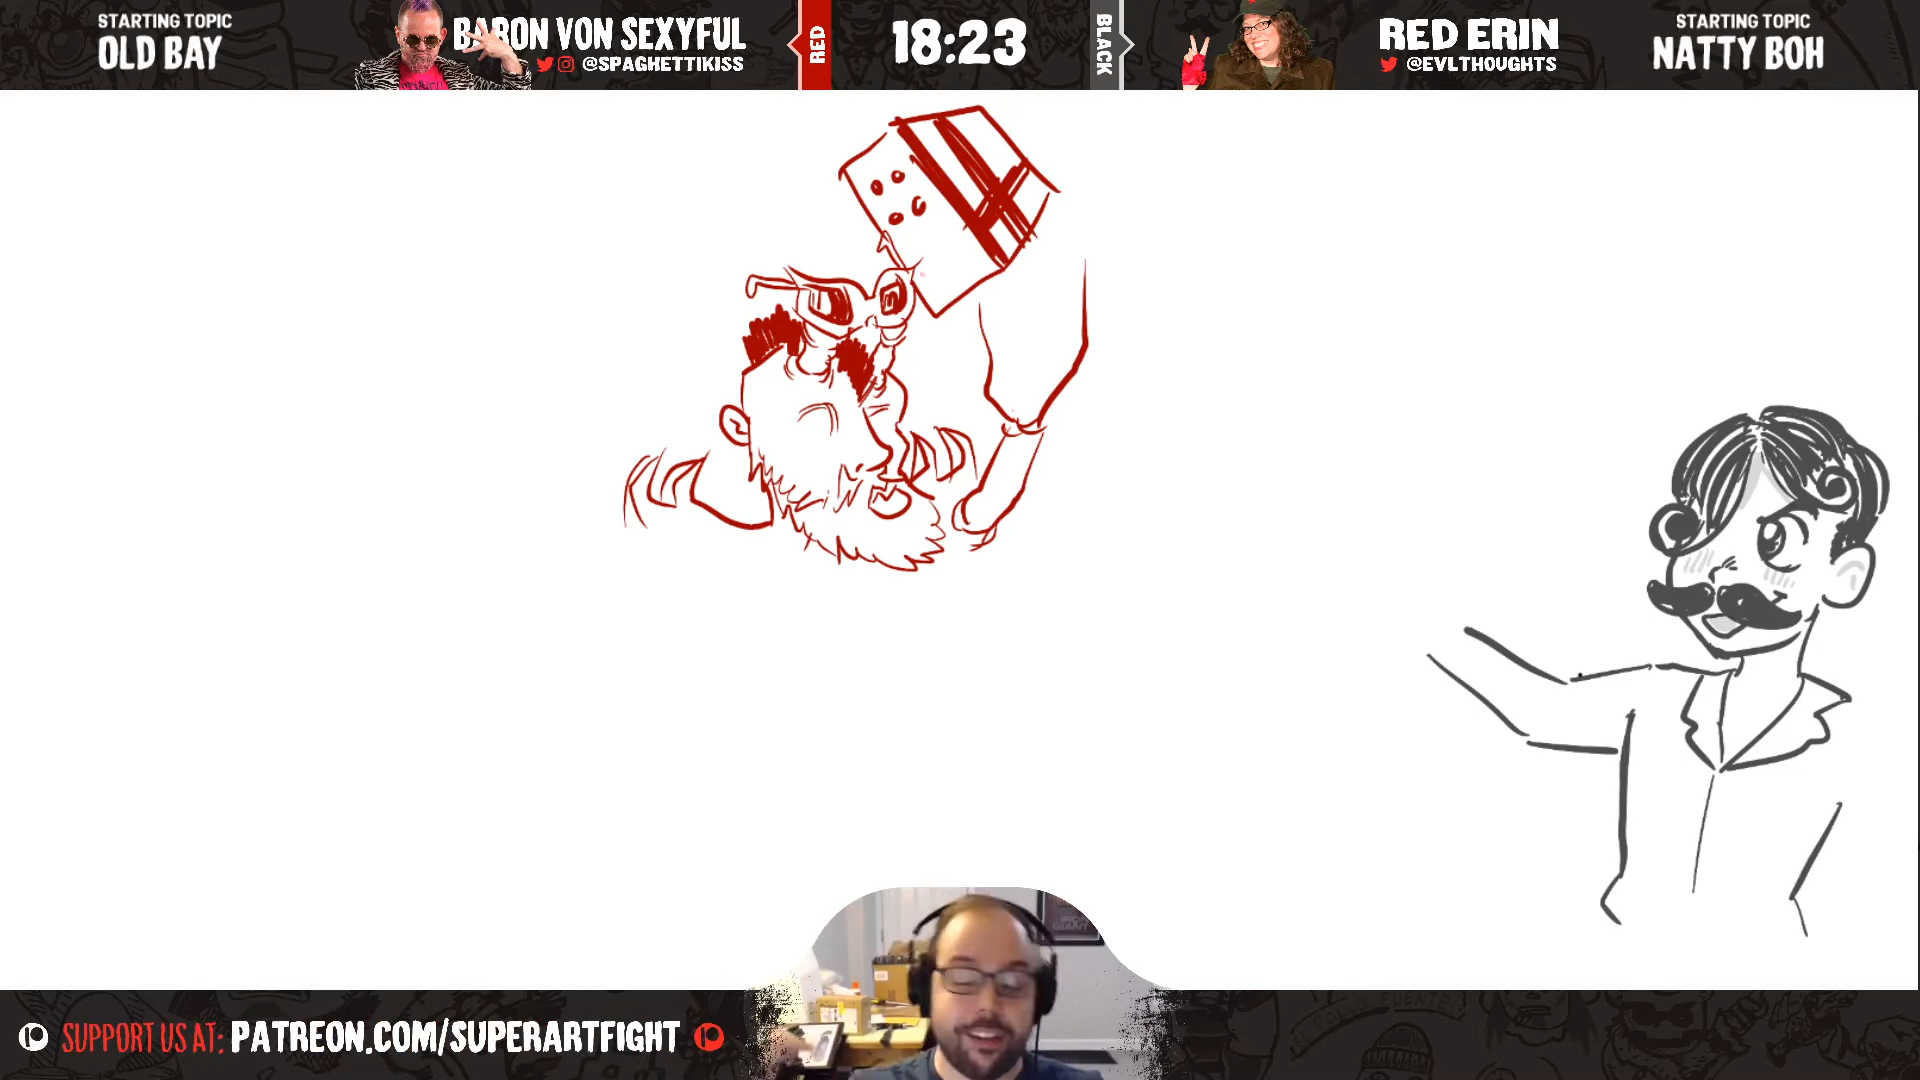 STARTING TOPIC
OLD BAY
BARON VON SEXYFUL
@SPAGHETTIKISS
RED
18:23
BLACK
RED ERIN
@EVLTHOUGHTS
STARTING TOPIC
NATTY BOH
SUPPORT US AT: PATREON.COM/SUPERARTFIGHT